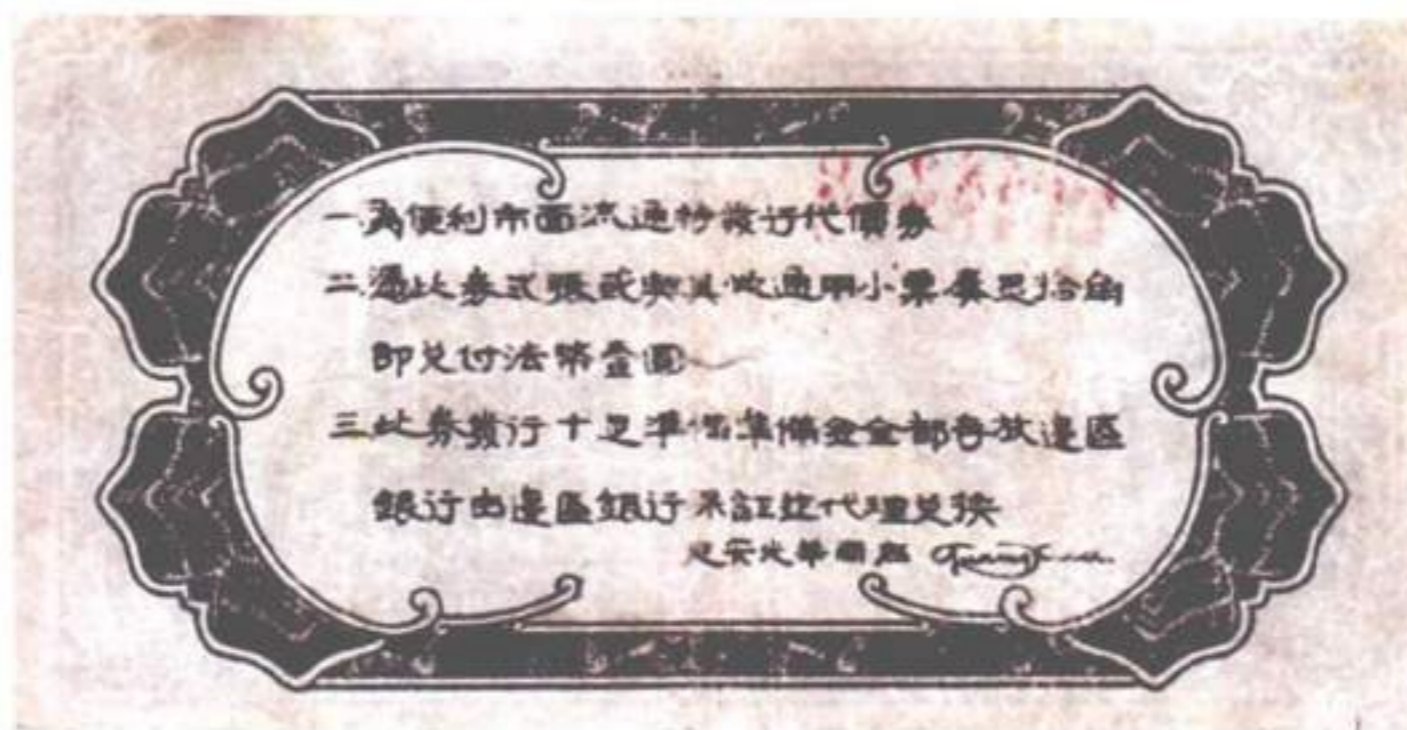 一.為便利市面流通特發行代價券
二.憑此券弍張或與其他通用小票湊足拾角
即兌付法幣壹圓
三.此券發行十足準備準備金全部存放邊區
銀行由邊區銀行保証並代理兌換
延安光華商店